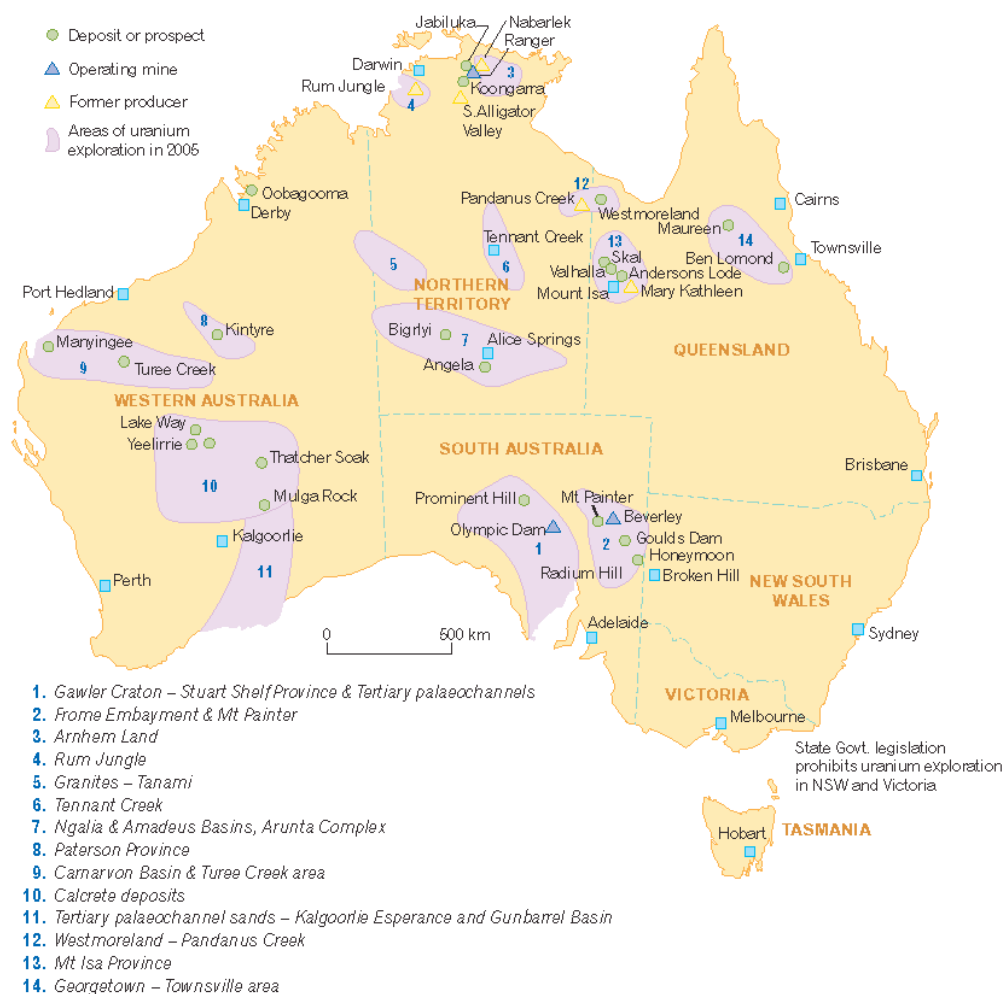 Deposit or prospect
Operating mine
Former producer
Areas of uranium
exploration in 2005
Jabiluka
Nabarlek
Ranger
Darwin
Rum Jungle
3
4
Koongarra
S.Alligator
Valley
12
Oobagooma
Derby
Pandanus Creek
Westmoreland
Cairns
Maureen
14
Tennant Creek
13
Skal
Ben Lomond
Townsville
5
6
Valhalla
Andersons Lode
NORTHERN
TERRITORY
Mount Isa
Mary Kathleen
Port Hedland
8
Kintyre
Bigrlyi
7
Alice Springs
Manyingee
9
Turee Creek
Angela
QUEENSLAND
WESTERN AUSTRALIA
Lake Way
Yeelirrie
Thatcher Soak
10
Mulga Rock
SOUTH AUSTRALIA
Brisbane
Prominent Hill
Mt Painter
Olympic Dam
Beverley
Kalgoorlie
1
2
Goulds Dam
Honeymoon
11
Radium Hill
Broken Hill
Perth
NEW SOUTH
WALES
0
500 km
Adelaide
Sydney
VICTORIA
Melbourne
State Govt. legislation
prohibits uranium exploration
in NSW and Victoria
Hobart
TASMANIA
1. Gawler Craton – Stuart Shelf Province & Tertiary palaeochannels
2. Frome Embayment & Mt Painter
3. Arnhem Land
4. Rum Jungle
5. Granites – Tanami
6. Tennant Creek
7. Ngalia & Amadeus Basins, Arunta Complex
8. Paterson Province
9. Carnarvon Basin & Turee Creek area
10. Calcrete deposits
11. Tertiary palaeochannel sands – Kalgoorlie Esperance and Gunbarrel Basin
12. Westmoreland – Pandanus Creek
13. Mt Isa Province
14. Georgetown – Townsville area